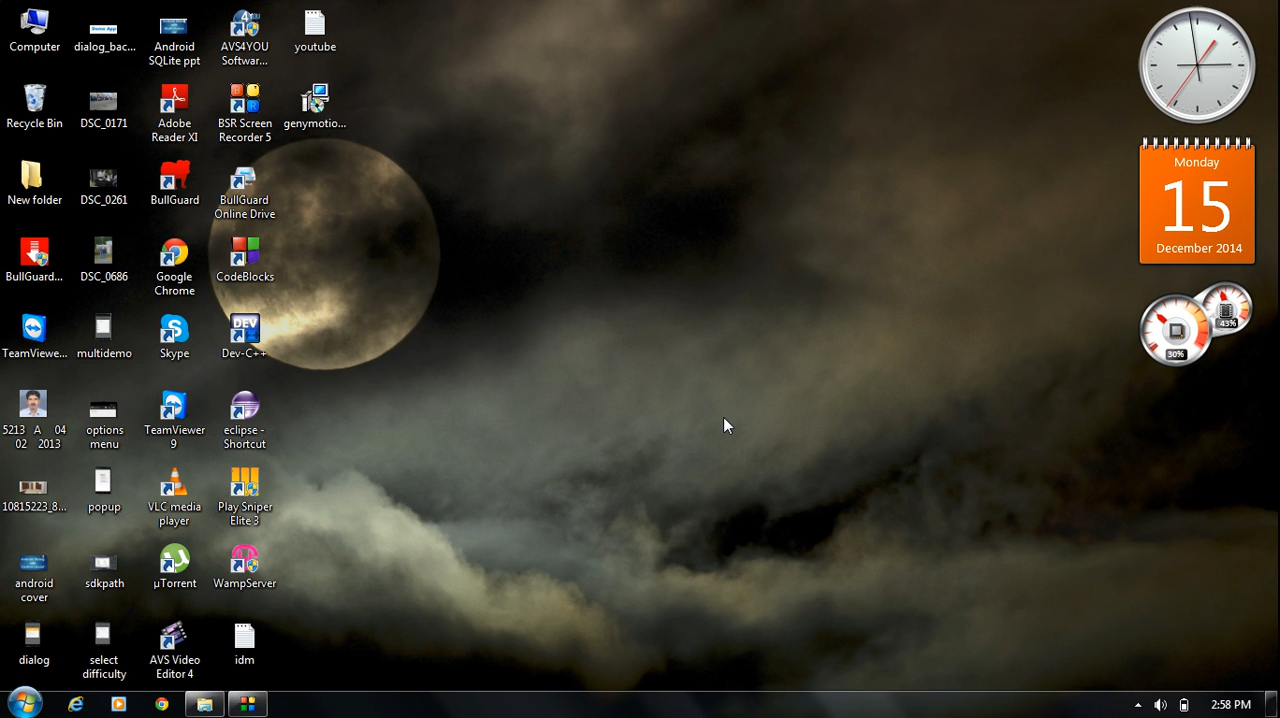 Computer
Recycle Bin
New folder
BullGuard...
TeamViewe...
5213 A 04
02 2013
10815223_8...
android
cover
dialog
dialog_bac...
DSC_0171
DSC_0261
DSC_0686
multidemo
options
menu
popup
sdkpath
select
difficulty
Android
SQLite ppt
Adobe
Reader XI
BullGuard
Google
Chrome
Skype
TeamViewer
9
VLC media
player
µTorrent
AVS Video
Editor 4
AVS4YOU
Softwar...
BSR Screen
Recorder 5
BullGuard
Online Drive
CodeBlocks
DEV
Dev-C++
eclipse -
Shortcut
Play Sniper
Elite 3
WampServer
idm
youtube
genymotio...
Monday
15
December 2014
43%
30%
2:58 PM